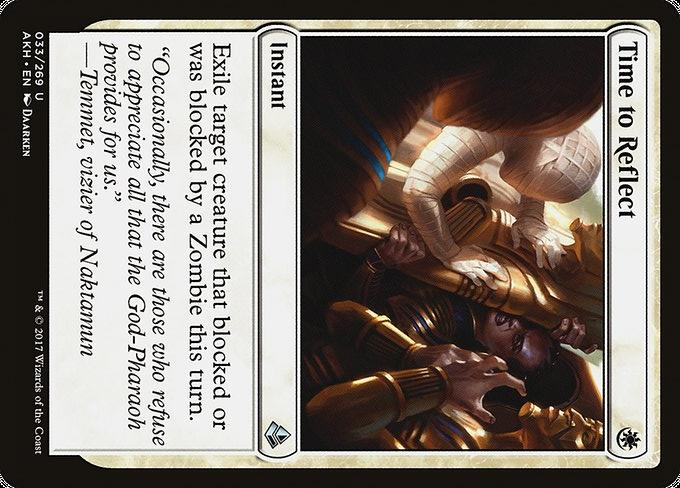 Time to Reflect
Instant
Exile target creature that blocked or
was blocked by a Zombie this turn.
“Occasionally, there are those who refuse
to appreciate all that the God-Pharaoh
provides for us.”
—Temmet, vizier of Naktamun
033/269 U
AKH • EN DAARKEN
™ & © 2017 Wizards of the Coast